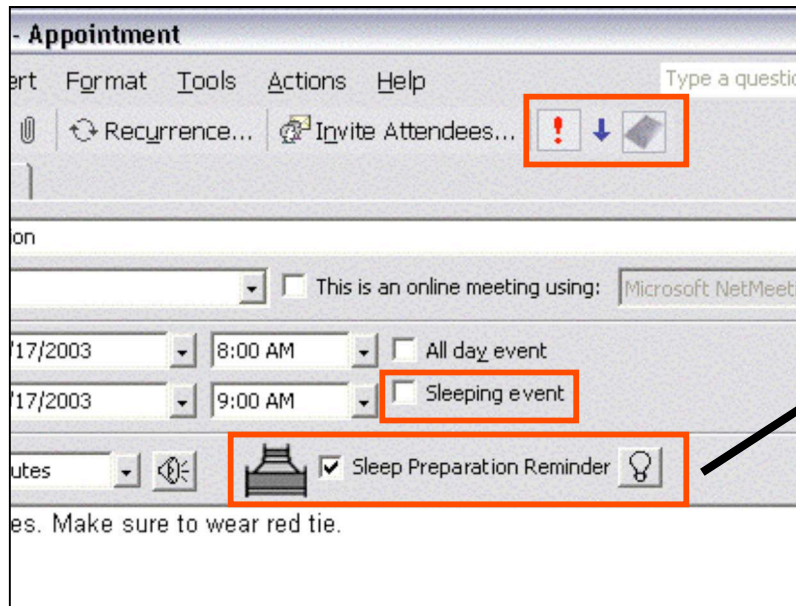 - Appointment
ert Format Tools Actions Help Type a questio
Recurrence... Invite Attendees...
ion
This is an online meeting using: Microsoft NetMeeti
/17/2003 8:00 AM All day event
/17/2003 9:00 AM Sleeping event
utes Sleep Preparation Reminder
es. Make sure to wear red tie.